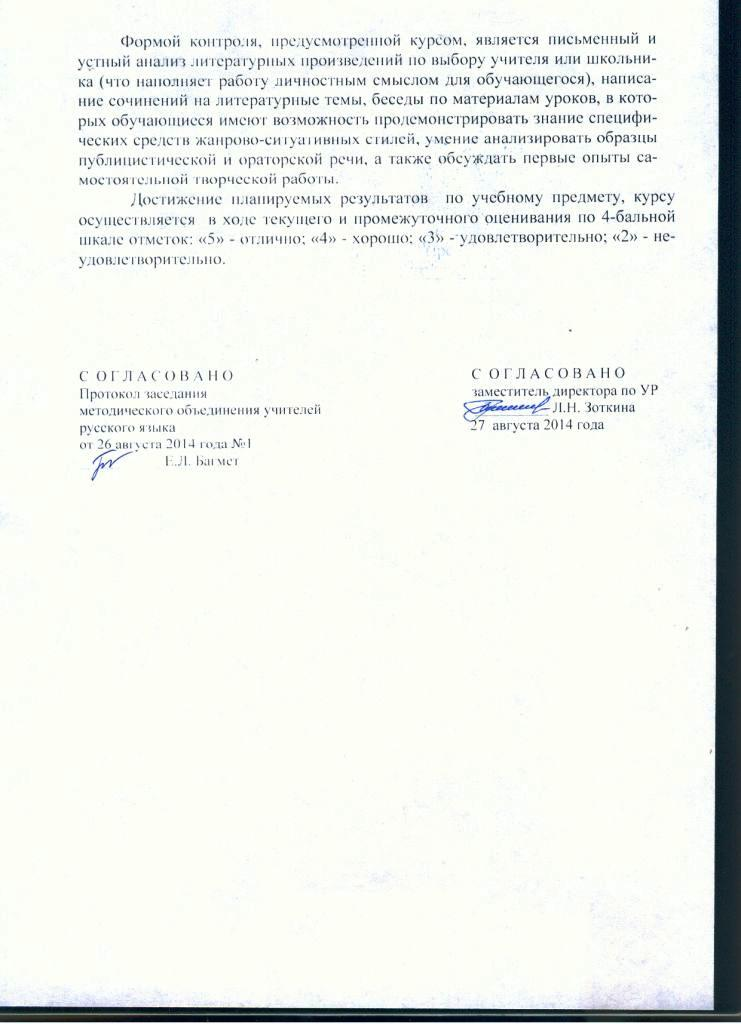 Формой контроля, предусмотренной курсом, является письменный и
устный анализ литературных произведений по выбору учителя или школьни-
ка (что наполняет работу личностным смыслом для обучающегося), написа-
ние сочинений на литературные темы, беседы по материалам уроков, в кото-
рых обучающиеся имеют возможность продемонстрировать знание специфи-
ческих средств жанрово-ситуативных стилей, умение анализировать образцы
публицистической и ораторской речи, а также обсуждать первые опыты са-
мостоятельной творческой работы.
Достижение планируемых результатов по учебному предмету, курсу
осуществляется в ходе текущего и промежуточного оценивания по 4-бальной
шкале отметок: «5» - отлично; «4» - хорошо; «3» - удовлетворительно; «2» - не-
удовлетворительно.
С О Г Л А С О В А Н О
Протокол заседания
методического объединения учителей
русского языка
от 26 августа 2014 года №1
Е.Л. Багмет
С О Г Л А С О В А Н О
заместитель директора по УР
Л.Н. Зоткина
27 августа 2014 года